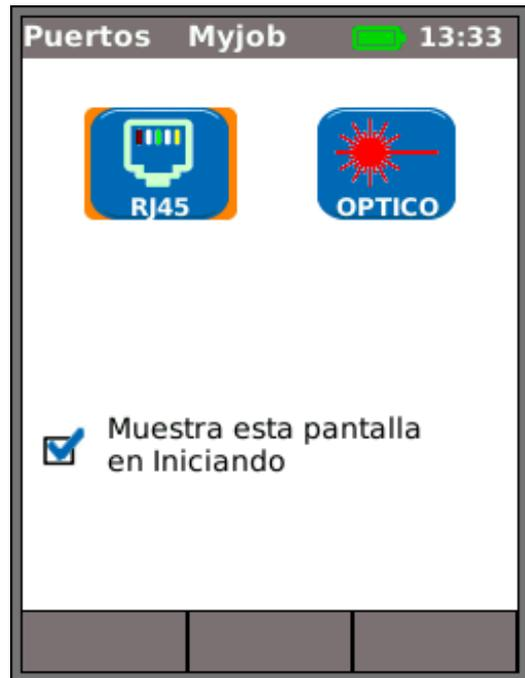 Puertos Myjob 13:33
RJ45 OPTICO
Muestra esta pantalla
en Iniciando